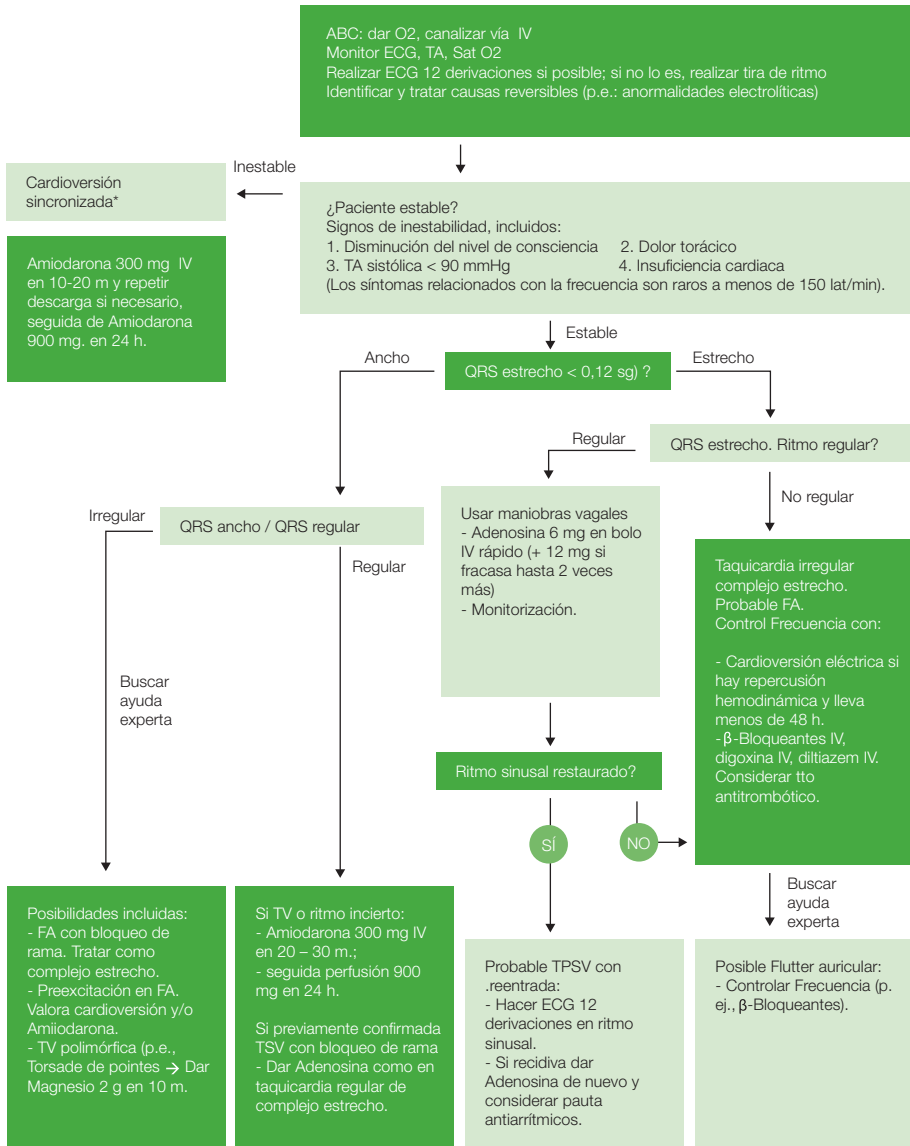 ABC: dar O2, canalizar vía IV
Monitor ECG, TA, Sat O2
Realizar ECG 12 derivaciones si posible; si no lo es, realizar tira de ritmo
Identificar y tratar causas reversibles (p.e.: anormalidades electrolíticas)
Inestable
Cardioversión
sincronizada*
¿Paciente estable?
Signos de inestabilidad, incluidos:
1. Disminución del nivel de consciencia 2. Dolor torácico
3. TA sistólica < 90 mmHg 4. Insuficiencia cardiaca
(Los síntomas relacionados con la frecuencia son raros a menos de 150 lat/min).
Amiodarona 300 mg IV
en 10-20 m y repetir
descarga si necesario,
seguida de Amiodarona
900 mg. en 24 h.
Estable
Ancho
QRS estrecho < 0,12 sg) ?
Estrecho
Regular
QRS estrecho. Ritmo regular?
No regular
Irregular
QRS ancho / QRS regular
Regular
Usar maniobras vagales
- Adenosina 6 mg en bolo
IV rápido (+ 12 mg si
fracasa hasta 2 veces
más)
- Monitorización.
Taquicardia irregular
complejo estrecho.
Probable FA.
Control Frecuencia con:
- Cardioversión eléctrica si
hay repercusión
hemodinámica y lleva
menos de 48 h.
-β-Bloqueantes IV,
digoxina IV, diltiazem IV.
Considerar tto
antitrombótico.
Buscar
ayuda
experta
Ritmo sinusal restaurado?
SÍ
NO
Buscar
ayuda
experta
Posibilidades incluidas:
- FA con bloqueo de
rama. Tratar como
complejo estrecho.
- Preexcitación en FA.
Valora cardioversión y/o
Amiiodarona.
- TV polimórfica (p.e.,
Torsade de pointes → Dar
Magnesio 2 g en 10 m.
Si TV o ritmo incierto:
- Amiodarona 300 mg IV
en 20 – 30 m.;
- seguida perfusión 900
mg en 24 h.
Si previamente confirmada
TSV con bloqueo de rama
- Dar Adenosina como en
taquicardia regular de
complejo estrecho.
Probable TPSV con
.reentrada:
- Hacer ECG 12
derivaciones en ritmo
sinusal.
- Si recidiva dar
Adenosina de nuevo y
considerar pauta
antiarrítmicos.
Posible Flutter auricular:
- Controlar Frecuencia (p.
ej., β-Bloqueantes).